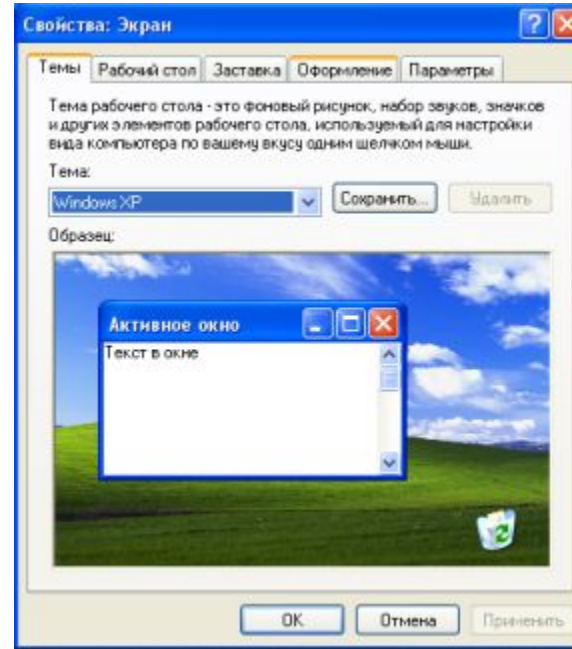 Свойства: Экран
Темы Рабочий стол Заставка Оформление Параметры
Тема рабочего стола - это фоновый рисунок, набор звуков, значков
и других элементов рабочего стола, используемый для настройки
вида компьютера по вашему вкусу одним щелчком мыши.
Тема:
Windows XP Сохранить... Удалить
Образец:
Активное окно
Текст в окне
OK Отмена Применить